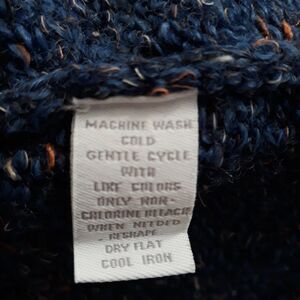 MACHINE WASH
COLD
GENTLE CYCLE
WITH
LIKE COLORS
ONLY NON-
CHLORINE BLEACH
WHEN NEEDED
RESHAPE
DRY FLAT
COOL IRON